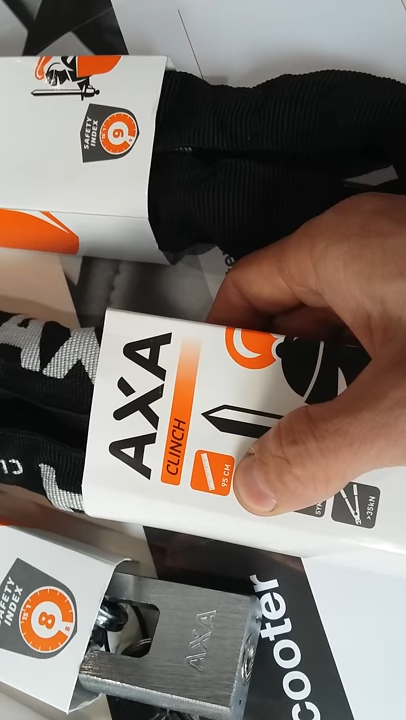 SAFETY
INDEX
9
AXA
CLINCH
95 CM
>35kN
SAFETY
INDEX
8
AXA
cooter